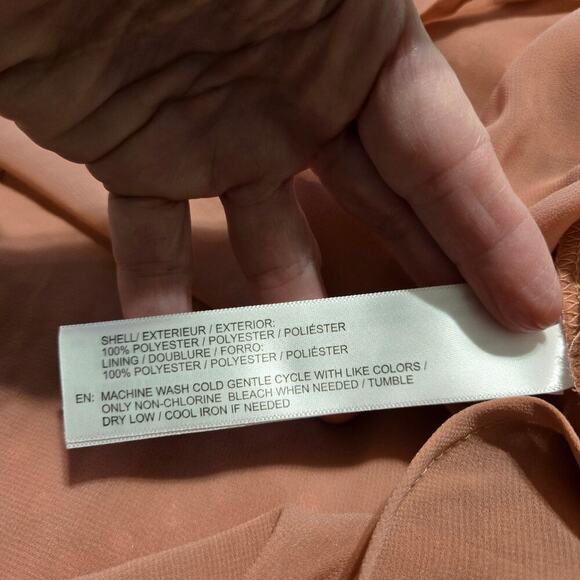 SHELL/ EXTERIEUR / EXTERIOR:
100% POLYESTER / POLYESTER / POLIÉSTER
LINING / DOUBLURE / FORRO:
100% POLYESTER / POLYESTER / POLIÉSTER
EN: MACHINE WASH COLD GENTLE CYCLE WITH LIKE COLORS /
ONLY NON-CHLORINE BLEACH WHEN NEEDED / TUMBLE
DRY LOW / COOL IRON IF NEEDED